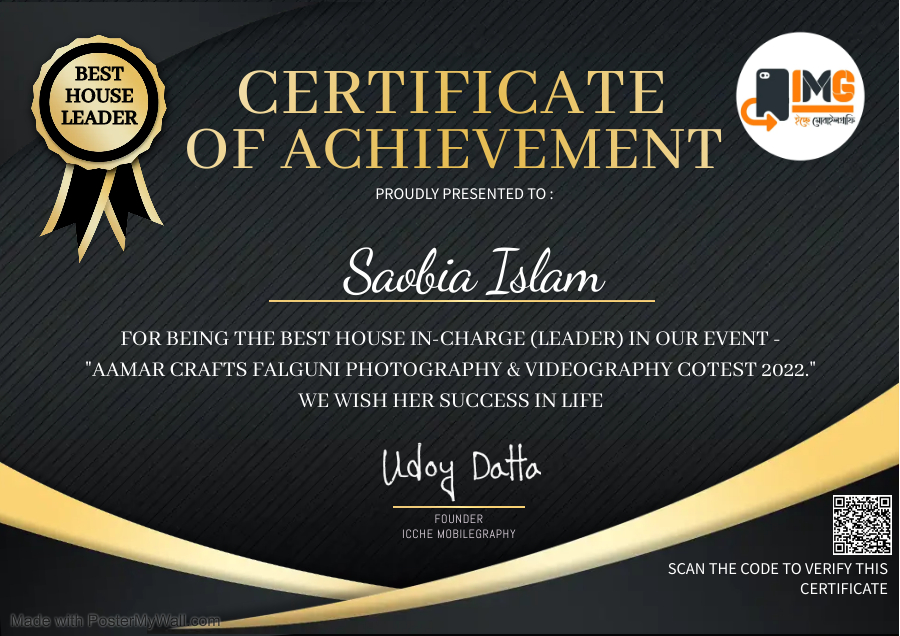 BEST
HOUSE
LEADER
CERTIFICATE
OF ACHIEVEMENT
IMG
ইচ্ছে মোবাইলগ্রাফি
PROUDLY PRESENTED TO :
Saobia Islam
FOR BEING THE BEST HOUSE IN-CHARGE (LEADER) IN OUR EVENT -
"AAMAR CRAFTS FALGUNI PHOTOGRAPHY & VIDEOGRAPHY COTEST 2022."
WE WISH HER SUCCESS IN LIFE
Udoy Datta
FOUNDER
ICCHE MOBILEGRAPHY
SCAN THE CODE TO VERIFY THIS
CERTIFICATE
Made with PosterMyWall.com